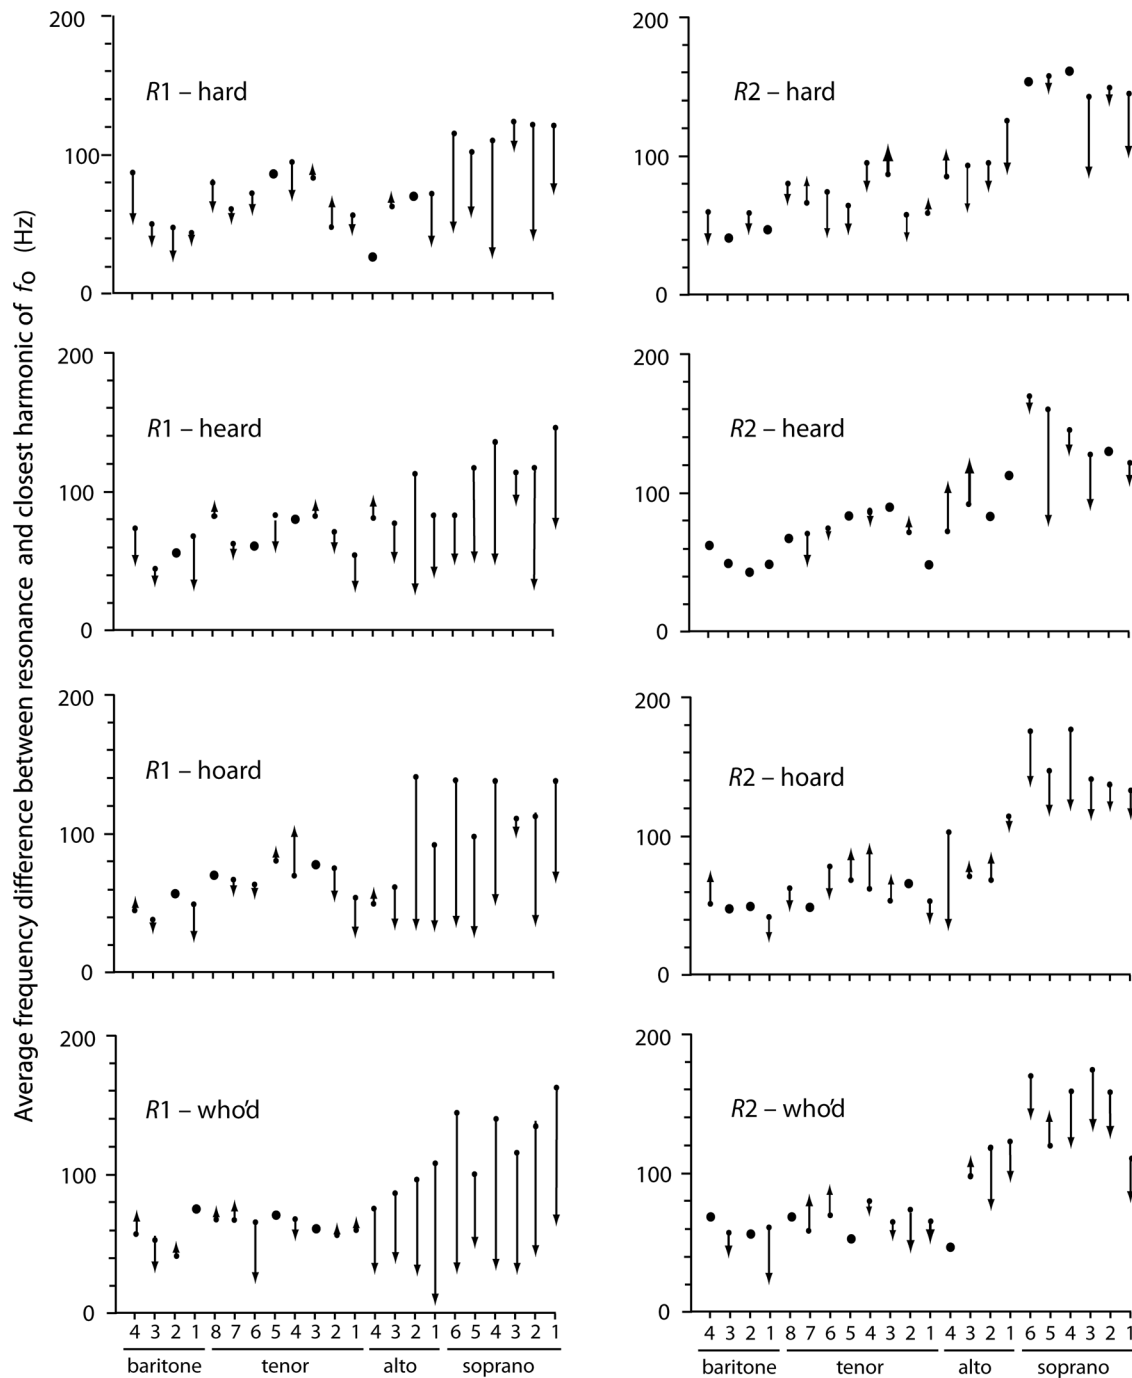 Average frequency difference between resonance and closest harmonic of fo (Hz)
200
R1 – hard
100
0
200
R2 – hard
100
0
200
R1 – heard
100
0
200
R2 – heard
100
0
200
R1 – hoard
100
0
200
R2 – hoard
100
0
200
R1 – who'd
100
0
4 3 2 1 8 7 6 5 4 3 2 1 4 3 2 1 6 5 4 3 2 1
baritone tenor alto soprano
200
R2 – who'd
100
0
4 3 2 1 8 7 6 5 4 3 2 1 4 3 2 1 6 5 4 3 2 1
baritone tenor alto soprano